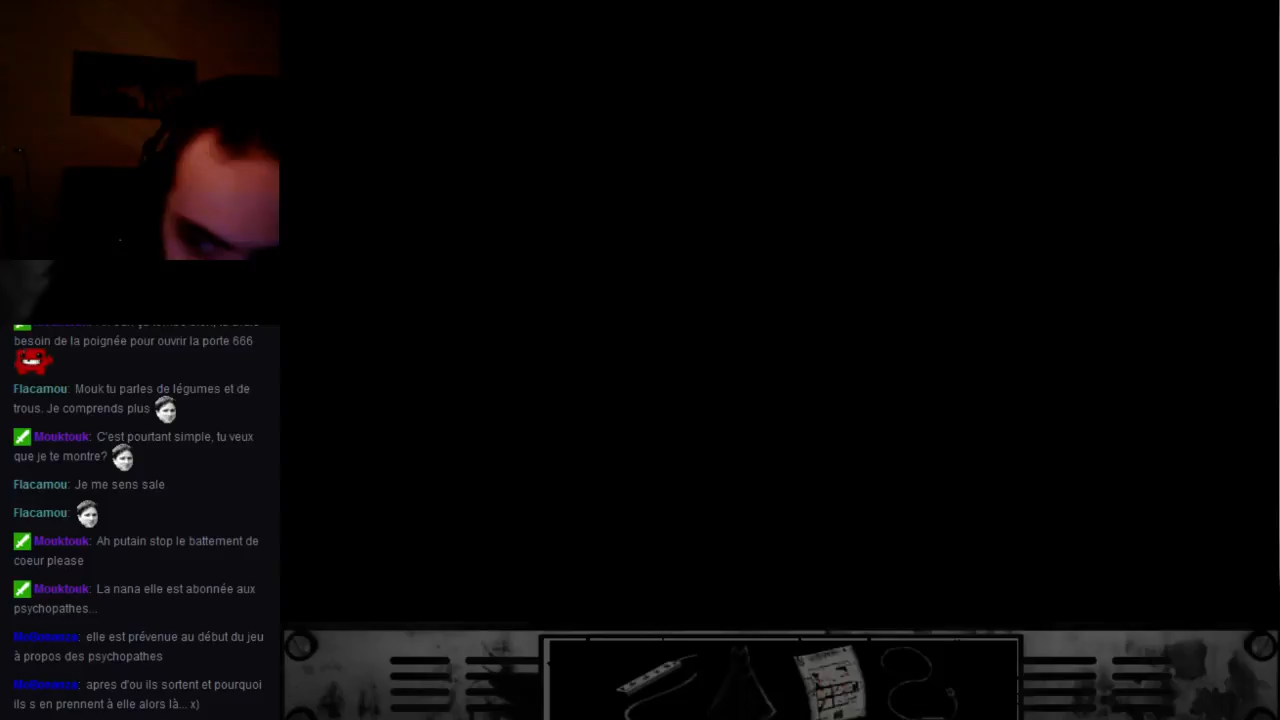 besoin de la poignée pour ouvrir la porte 666
Flacamou: Mouk tu parles de légumes et de
trous. Je comprends plus
Mouktouk: C'est pourtant simple, tu veux
que je te montre?
Flacamou: Je me sens sale
Flacamou:
Mouktouk: Ah putain stop le battement de
coeur please
Mouktouk: La nana elle est abonnée aux
psychopathes...
elle est prévenue au début du jeu
à propos des psychopathes
apres d'ou ils sortent et pourquoi
ils s en prennent à elle alors là... x)